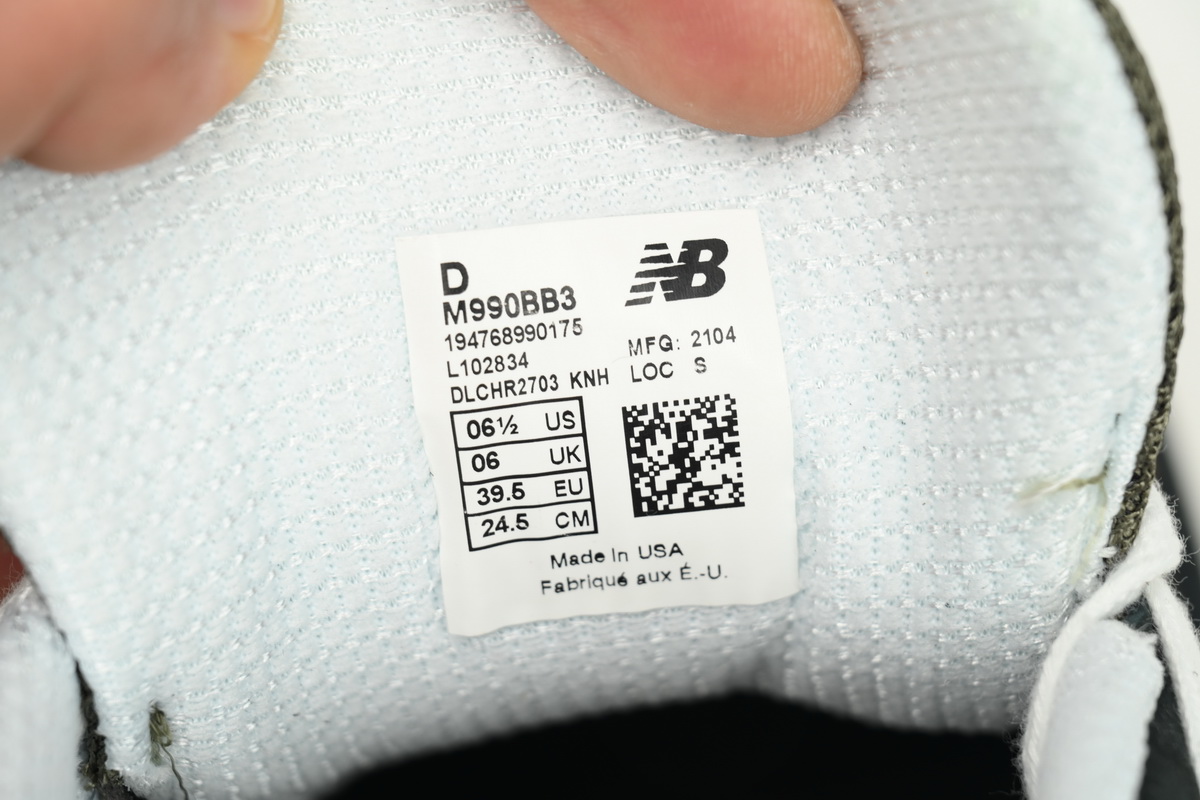 D
M990BB3
194768990175
L102834
DLCHR2703 KNH
NB
MFG: 2104
LOC S
06½ US
06 UK
39.5 EU
24.5 CM
Made In USA
Fabriqué aux É.-U.